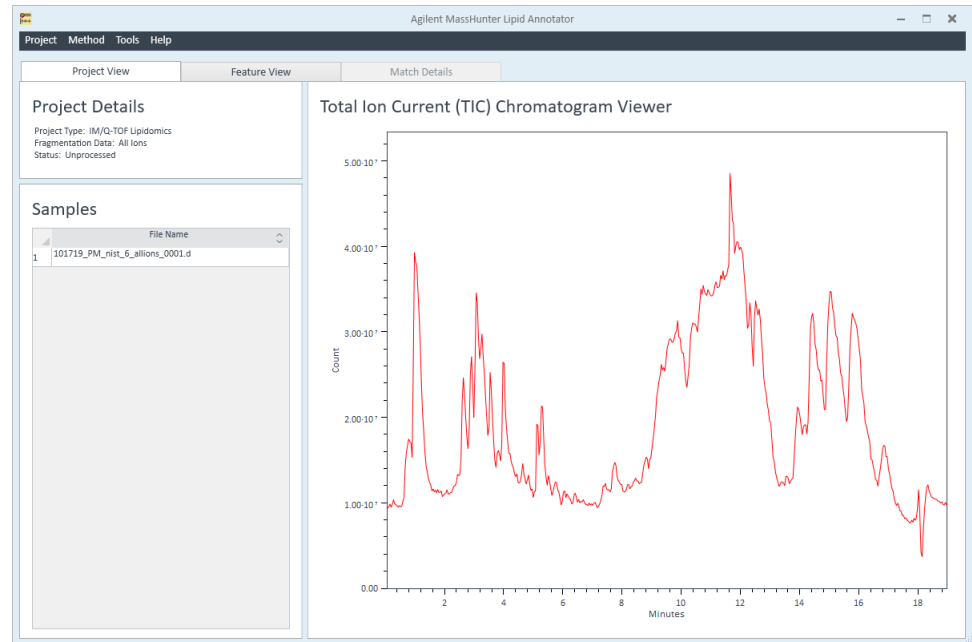 Agilent MassHunter Lipid Annotator
Project Method Tools Help
Project View
Feature View
Match Details
Project Details
Project Type: IM/Q-TOF Lipidomics
Fragmentation Data: All Ions
Status: Unprocessed
Samples
File Name
1 101719_PM_nist_6_allions_0001.d
Total Ion Current (TIC) Chromatogram Viewer
5.00·10⁷
4.00·10⁷
3.00·10⁷
2.00·10⁷
1.00·10⁷
0.00
Count
2 4 6 8 10 12 14 16 18
Minutes